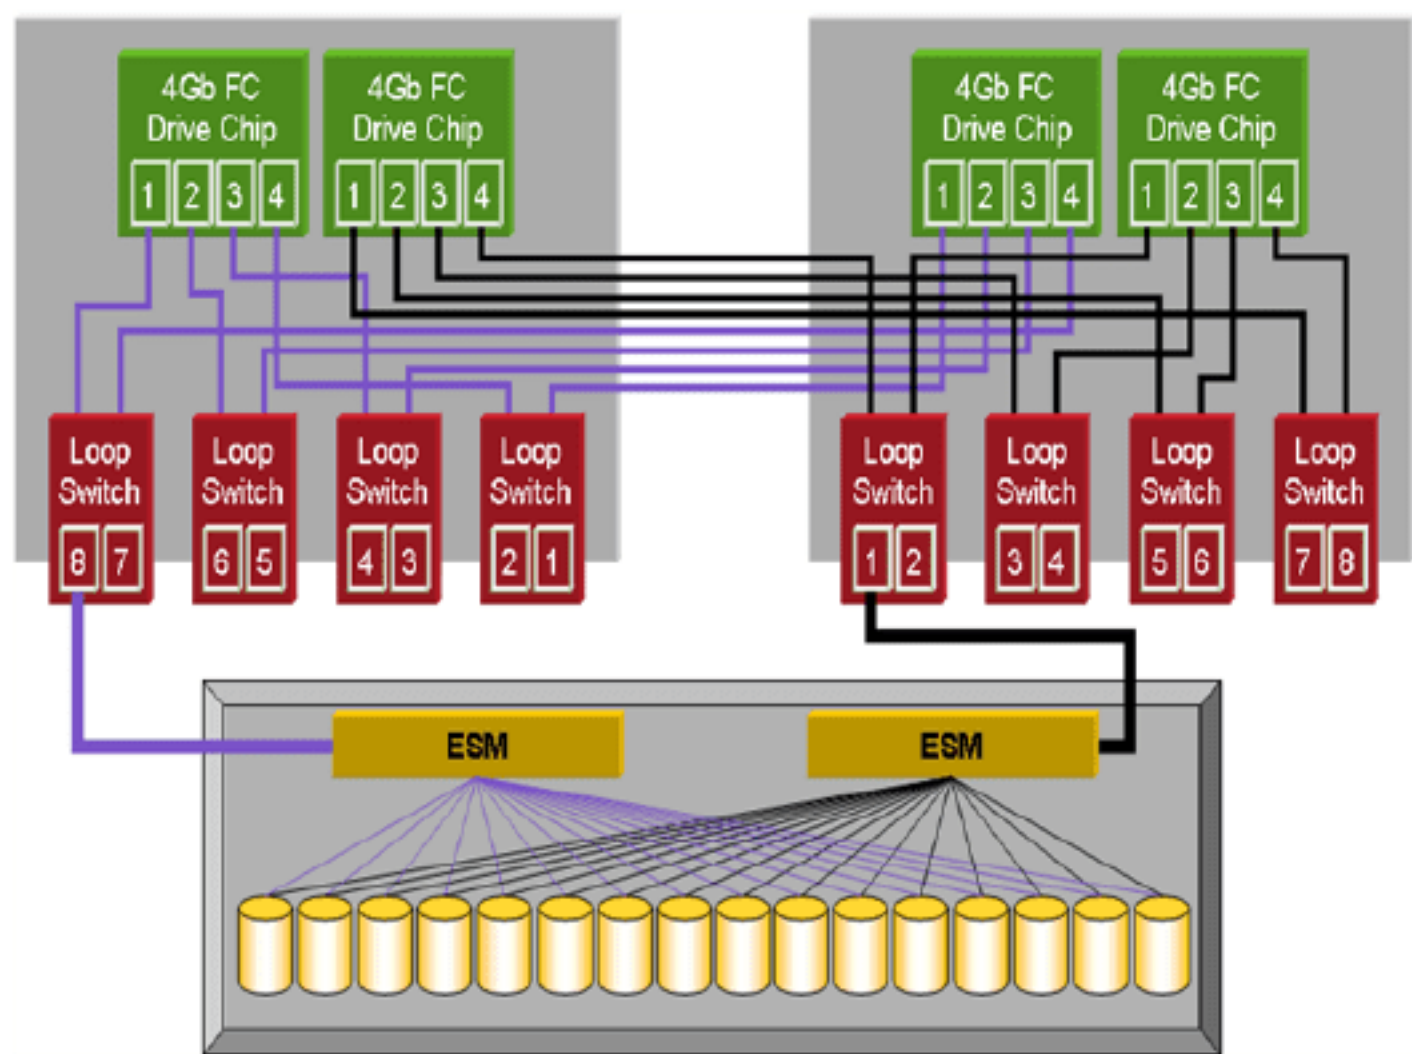 4Gb FC
Drive Chip
1 2 3 4
4Gb FC
Drive Chip
1 2 3 4
4Gb FC
Drive Chip
1 2 3 4
4Gb FC
Drive Chip
1 2 3 4
Loop
Switch
8 7
Loop
Switch
6 5
Loop
Switch
4 3
Loop
Switch
2 1
Loop
Switch
1 2
Loop
Switch
3 4
Loop
Switch
5 6
Loop
Switch
7 8
ESM
ESM